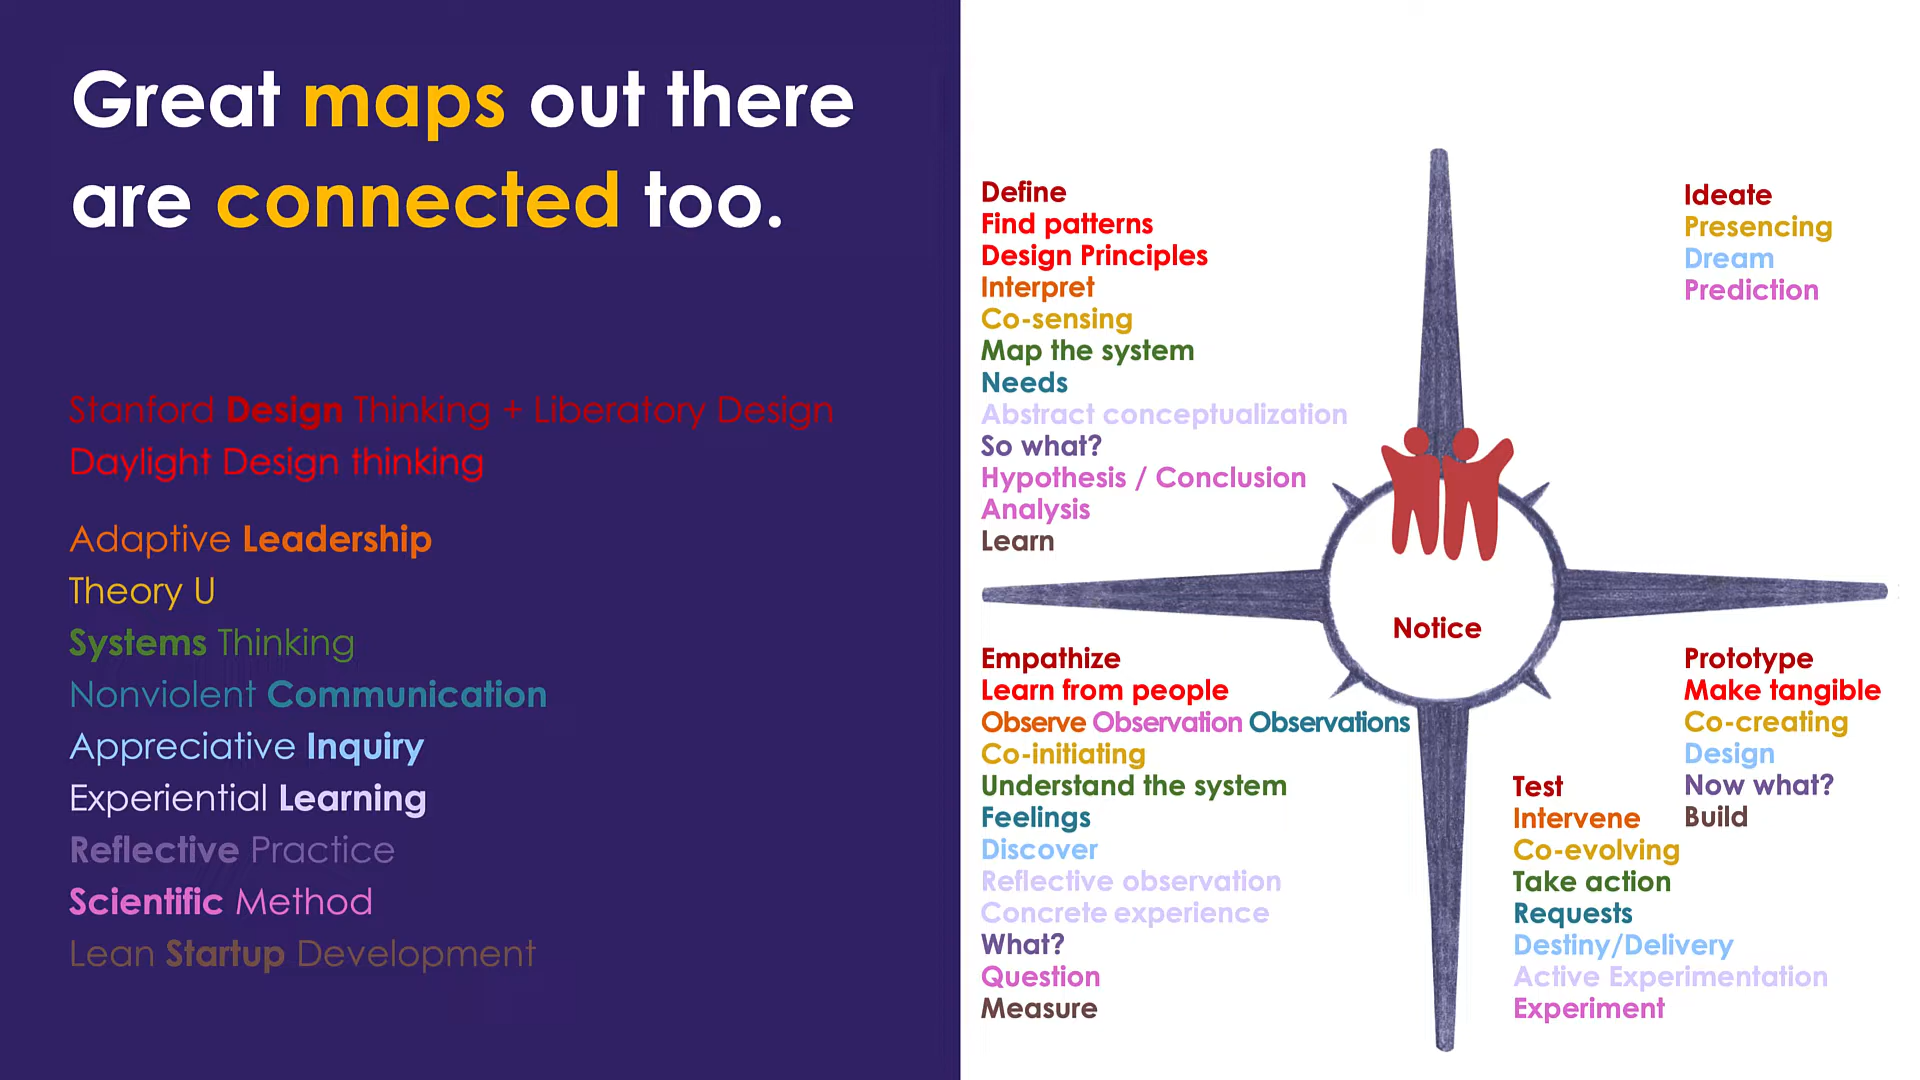 Great maps out there
are connected too.
Stanford Design Thinking + Liberatory Design
Daylight Design thinking
Adaptive Leadership
Theory U
Systems Thinking
Nonviolent Communication
Appreciative Inquiry
Experiential Learning
Reflective Practice
Scientific Method
Lean Startup Development
Define
Find patterns
Design Principles
Interpret
Co-sensing
Map the system
Needs
Abstract conceptualization
So what?
Hypothesis / Conclusion
Analysis
Learn
Ideate
Presencing
Dream
Prediction
Notice
Empathize
Learn from people
Observe Observation Observations
Co-initiating
Understand the system
Feelings
Discover
Reflective observation
Concrete experience
What?
Question
Measure
Prototype
Make tangible
Co-creating
Design
Now what?
Build
Test
Intervene
Co-evolving
Take action
Requests
Destiny/Delivery
Active Experimentation
Experiment